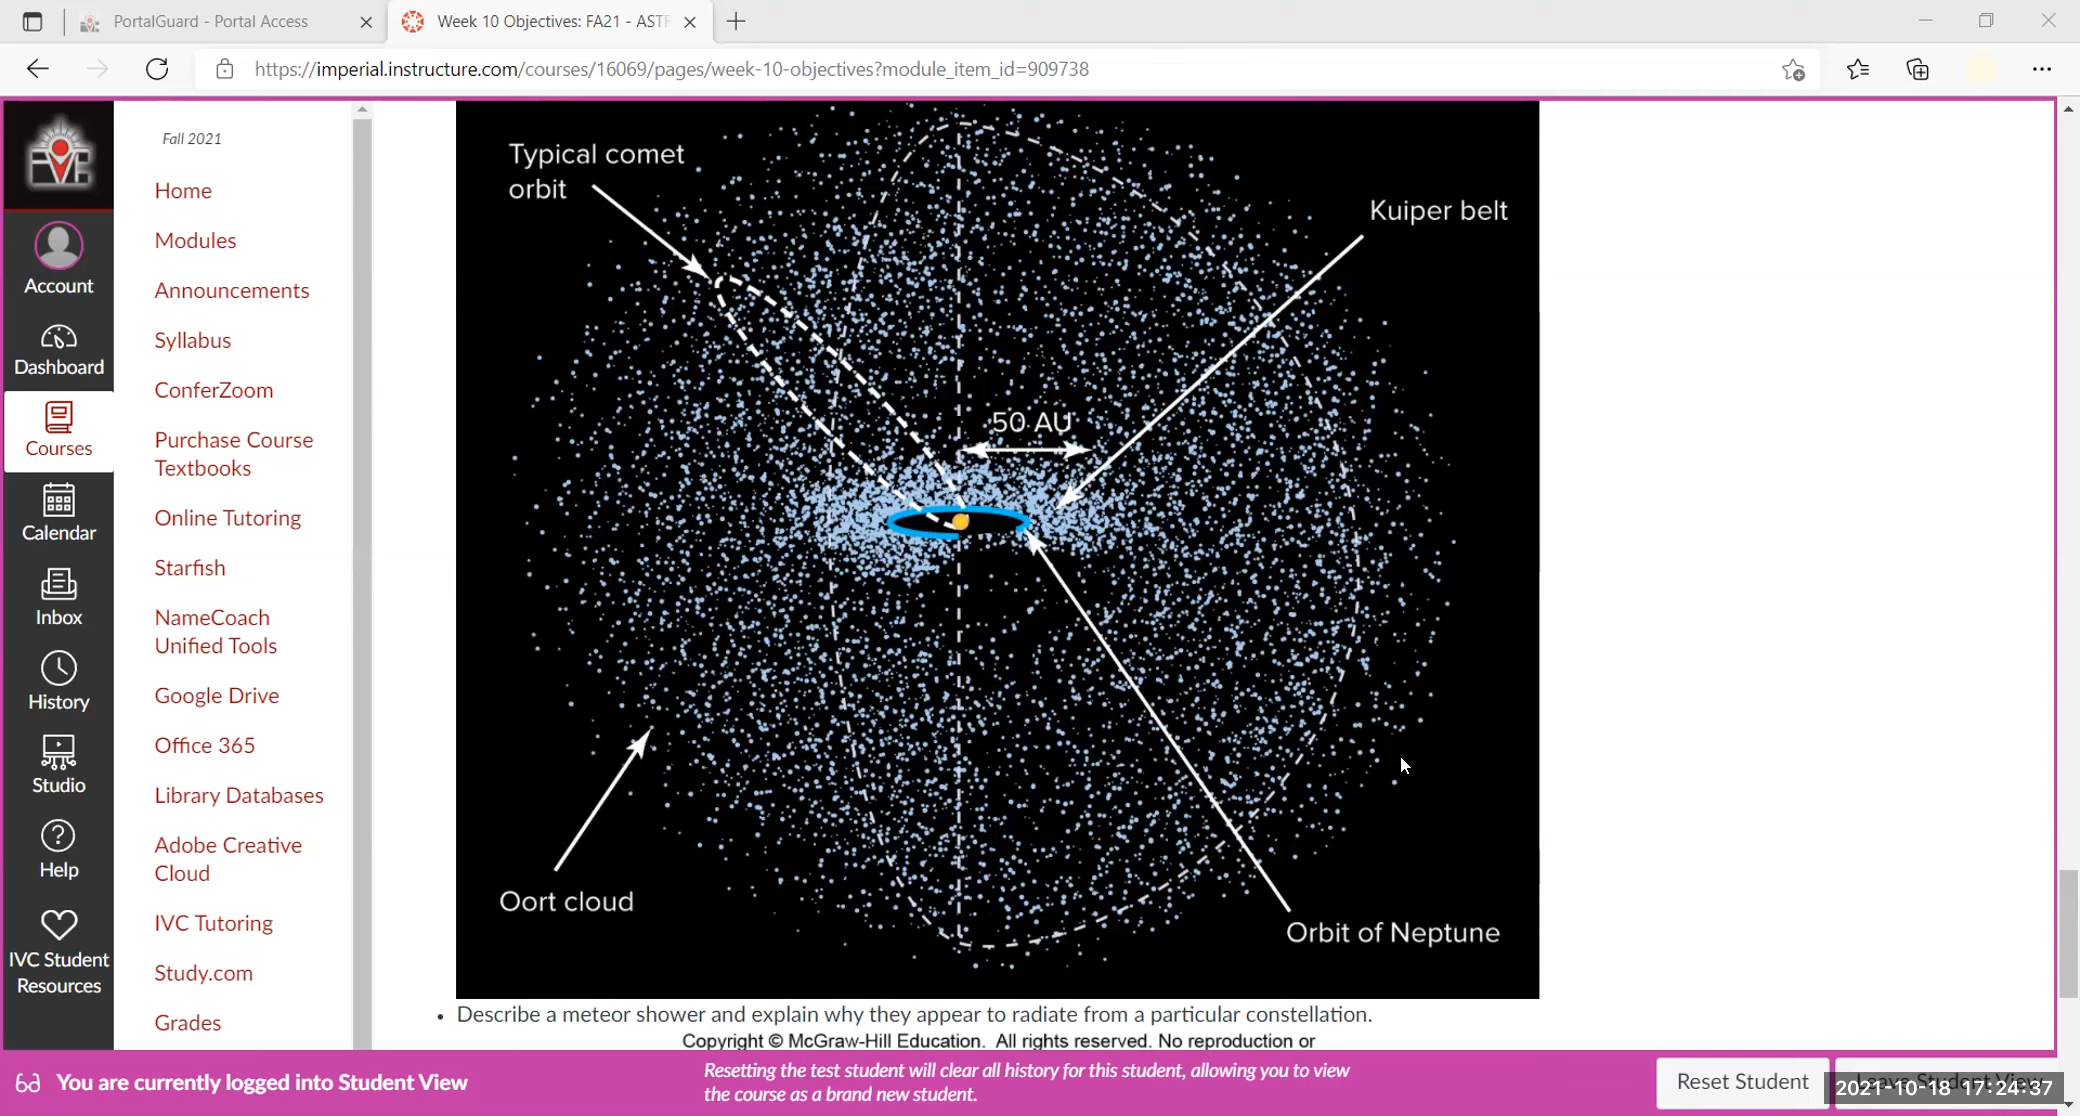 PortalGuard - Portal Access
Week 10 Objectives: FA21 - ASTR
https://imperial.instructure.com/courses/16069/pages/week-10-objectives?module_item_id=909738
IVC
Account
Dashboard
Courses
Calendar
Inbox
History
Studio
Help
IVC Student
Resources
Fall 2021
Home
Modules
Announcements
Syllabus
ConferZoom
Purchase Course
Textbooks
Online Tutoring
Starfish
NameCoach
Unified Tools
Google Drive
Office 365
Library Databases
Adobe Creative
Cloud
IVC Tutoring
Study.com
Grades
Typical comet
orbit
Kuiper belt
50 AU
Oort cloud
Orbit of Neptune
• Describe a meteor shower and explain why they appear to radiate from a particular constellation.
Copyright © McGraw-Hill Education. All rights reserved. No reproduction or
You are currently logged into Student View
Resetting the test student will clear all history for this student, allowing you to view
the course as a brand new student.
Reset Student
Leave Student View
2021-10-18 17:24:37